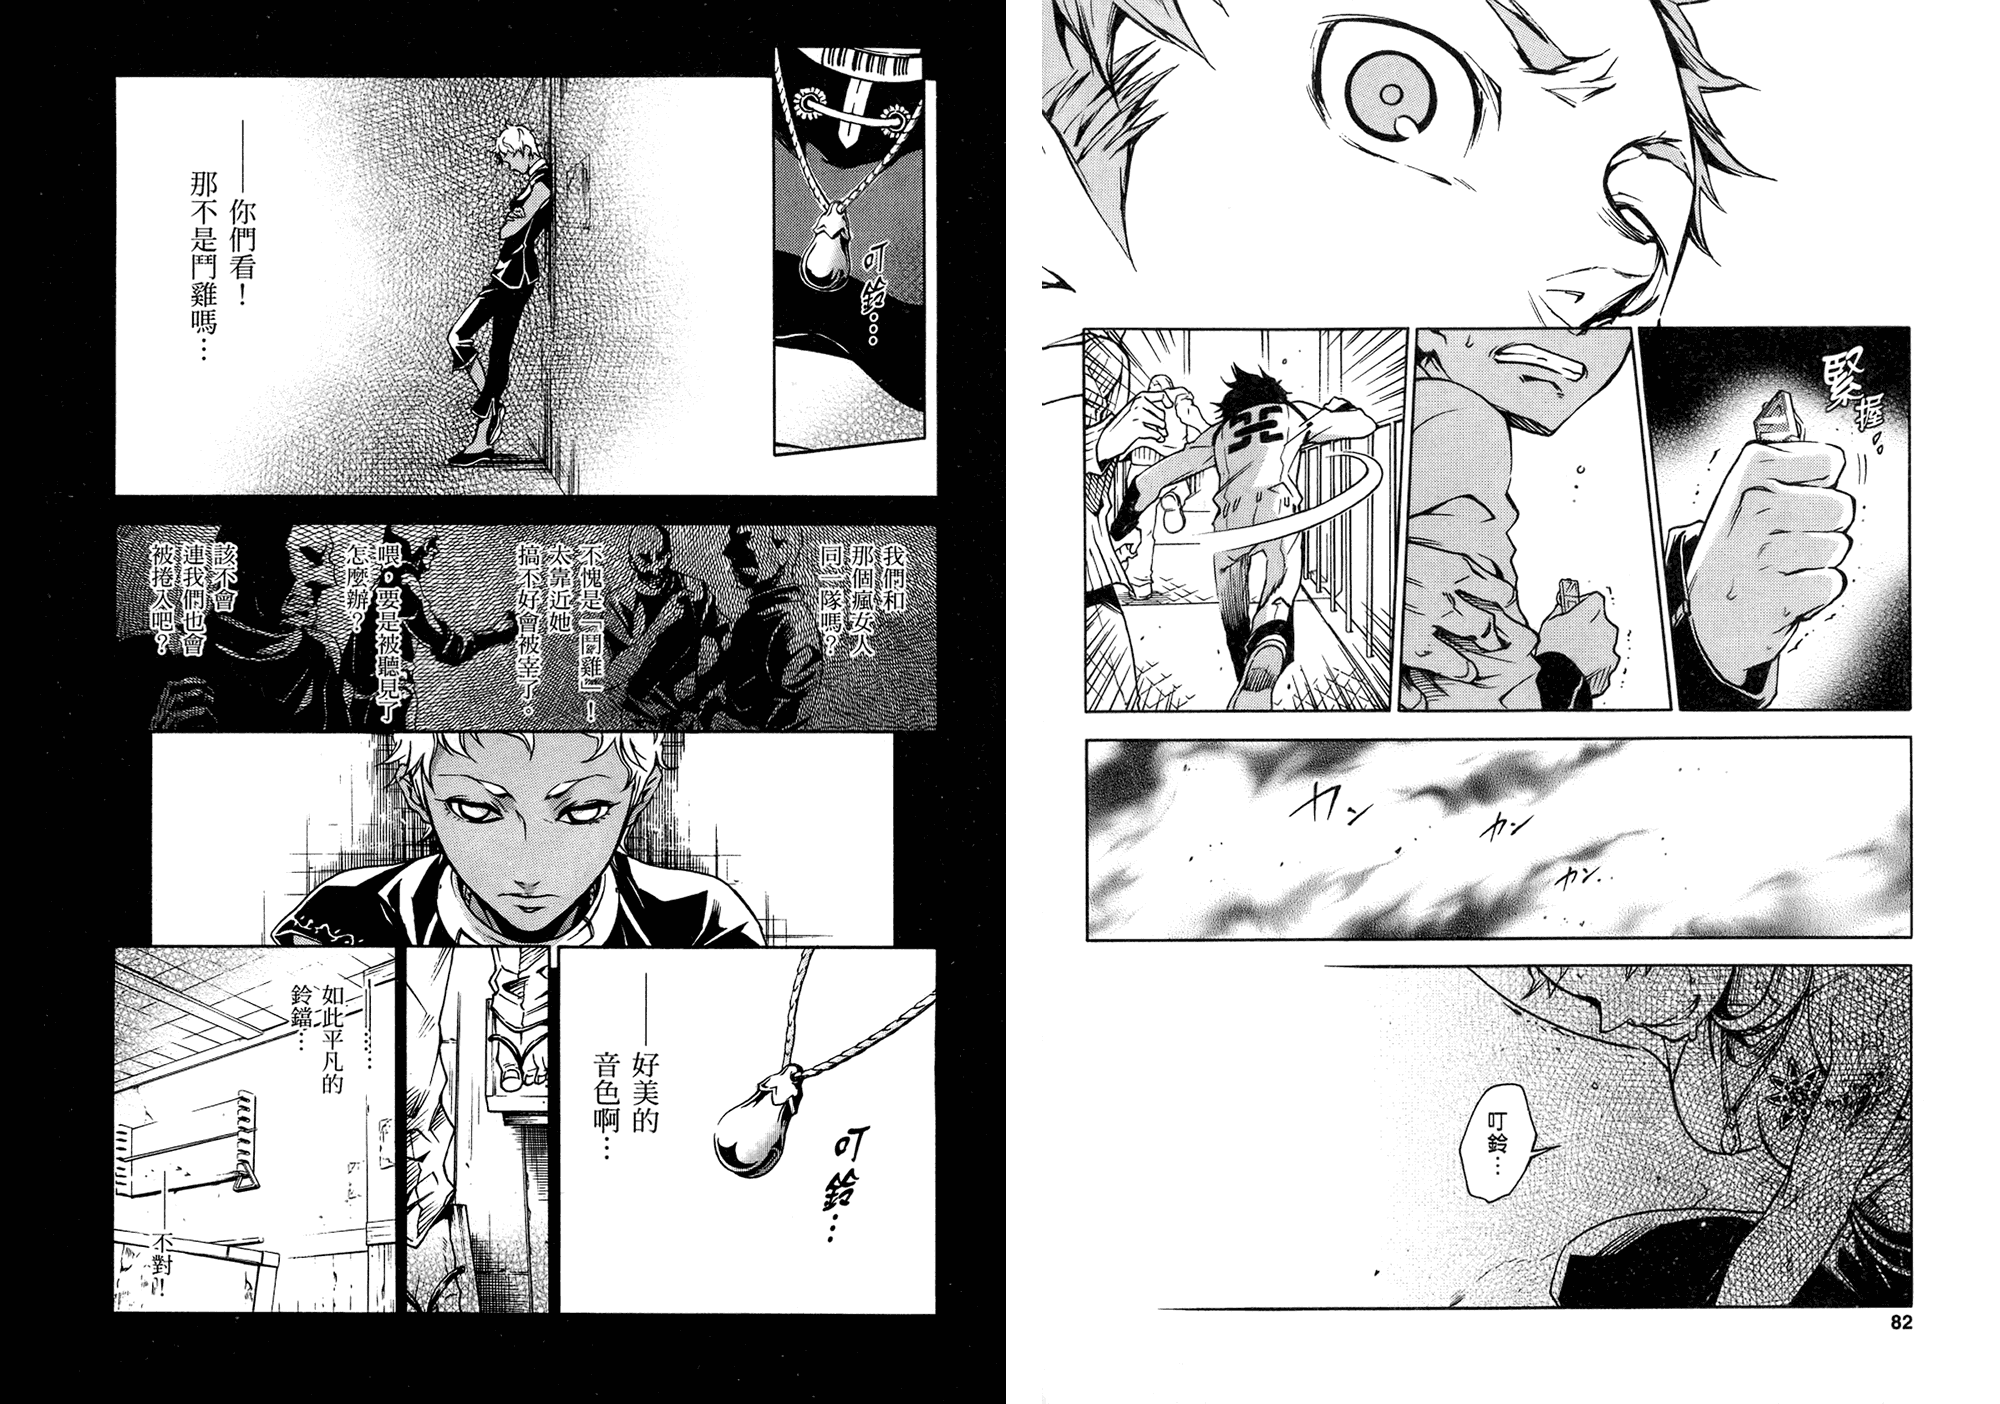 緊握。
カン
カン
カン..
叮鈴…
82
叮鈴…
——你們看！
那不是鬥雞嗎…
我們和
那個瘋女人
同一隊嗎？
不愧是「鬥雞」！
太靠近她
搞不好會被宰了．
喂，要是被聽見了
怎麼辦？
該不會
連我們也會
被捲入吧？
——好美的
音色啊…
叮鈴…
——……
如此平凡的
鈴鐺…
——不對！